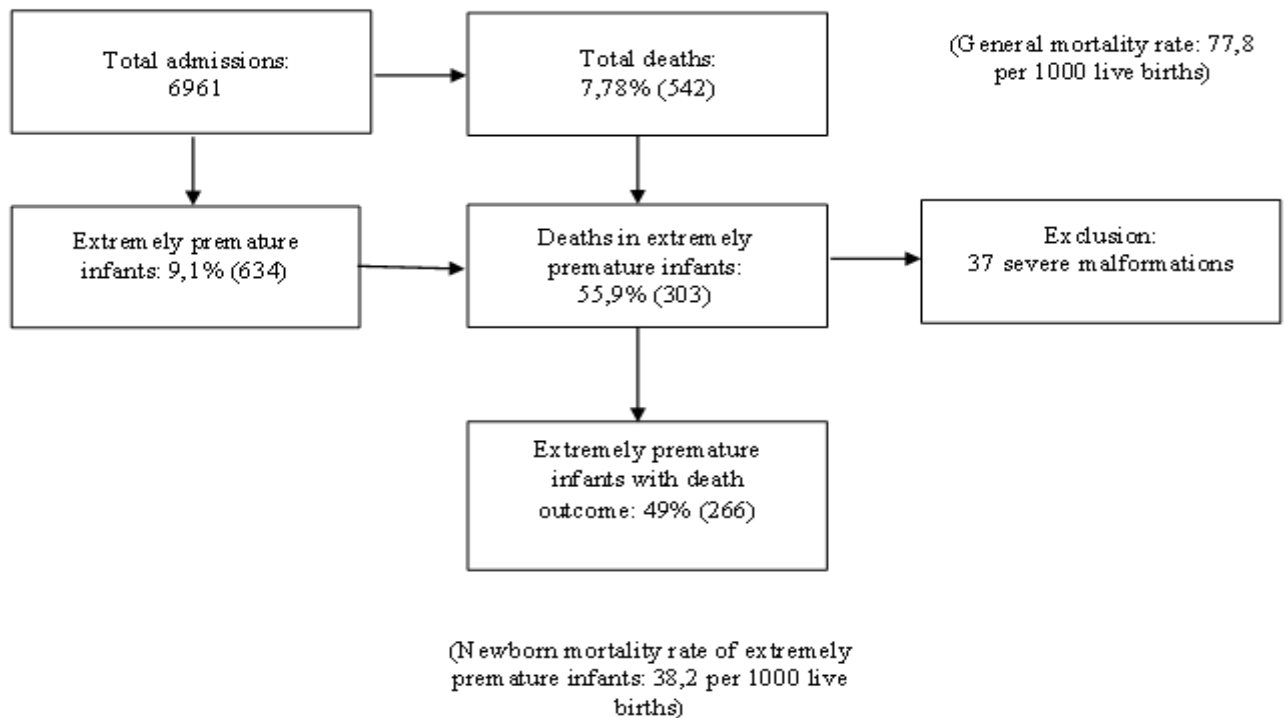 Total admissions:
6961
Total deaths:
7,78% (542)
(General mortality rate: 77,8
per 1000 live births)
Extremely premature
infants: 9,1% (634)
Deaths in extremely
premature infants:
55,9% (303)
Exclusion:
37 severe malformations
Extremely premature
infants with death
outcome: 49% (266)
(Newborn mortality rate of extremely
premature infants: 38,2 per 1000 live
births)